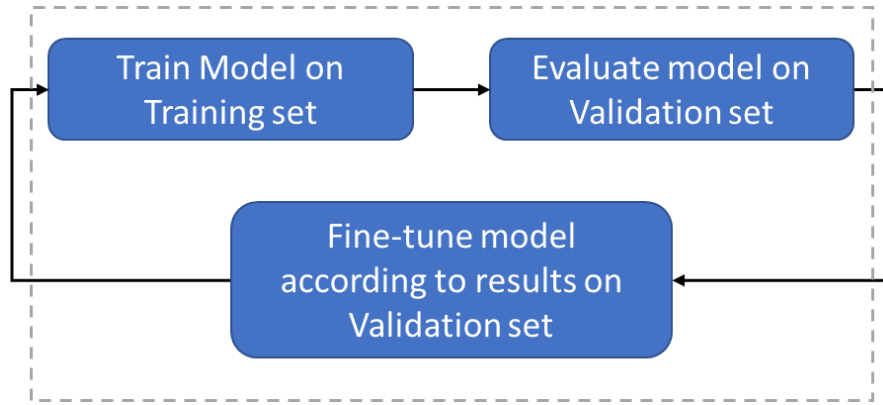 Train Model on
Training set
Evaluate model on
Validation set
Fine-tune model
according to results on
Validation set